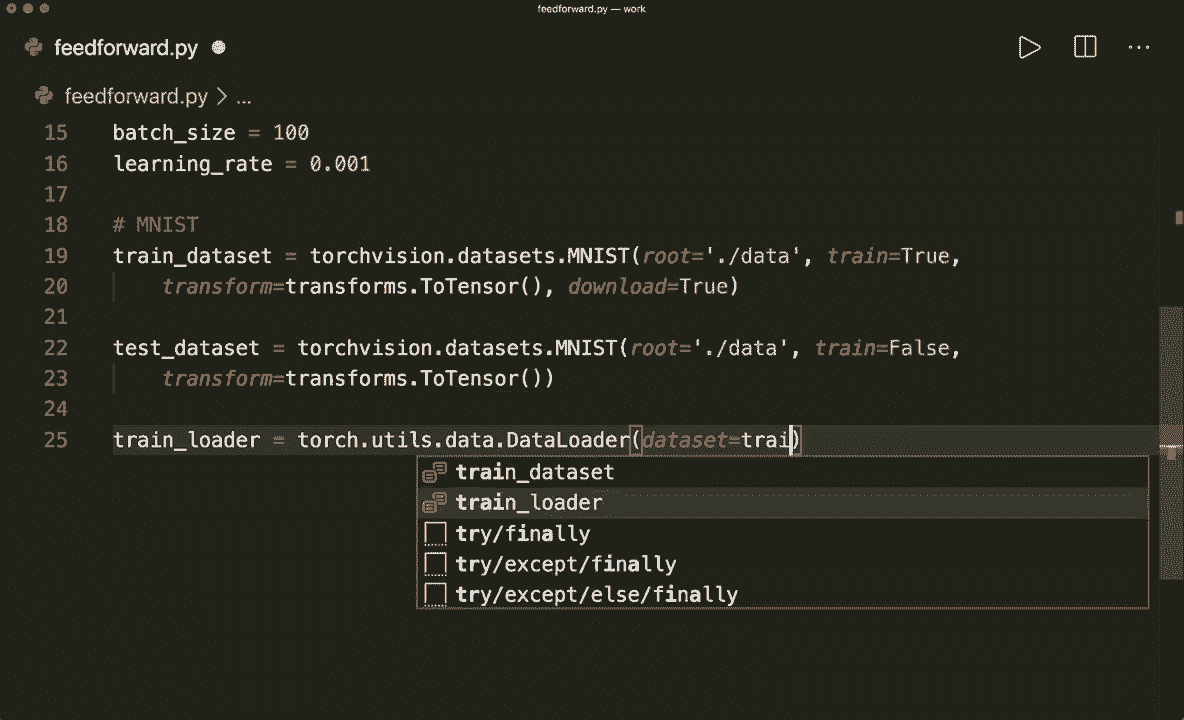 feedforward.py — work
feedforward.py
feedforward.py > ...
15 batch_size = 100
16 learning_rate = 0.001
17
18 # MNIST
19 train_dataset = torchvision.datasets.MNIST(root='./data', train=True,
20     transform=transforms.ToTensor(), download=True)
21
22 test_dataset = torchvision.datasets.MNIST(root='./data', train=False,
23     transform=transforms.ToTensor())
24
25 train_loader = torch.utils.data.DataLoader(dataset=trai)
train_dataset
train_loader
try/finally
try/except/finally
try/except/else/finally